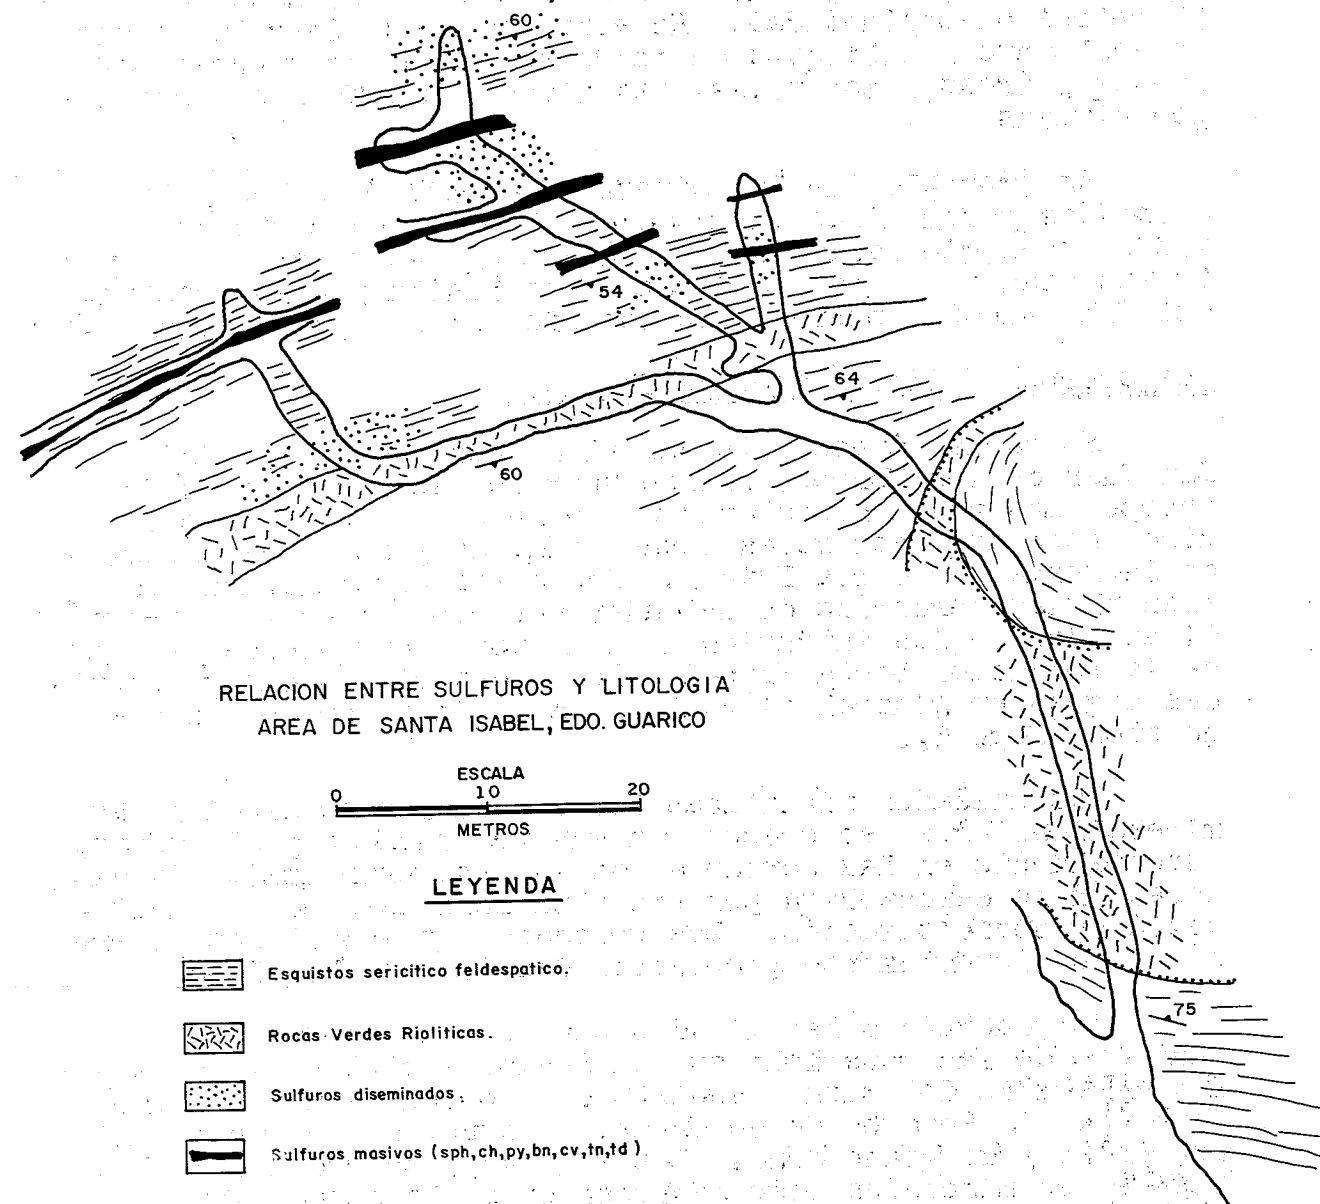 60
54
64
60
RELACION ENTRE SULFUROS Y LITOLOGIA
AREA DE SANTA ISABEL, EDO. GUARICO
ESCALA
0 10 20
METROS
LEYENDA
Esquistos sericitico feldespatico.
75
Rocas Verdes Rioliticas.
Sulfuros diseminados.
Sulfuros masivos (sph,ch,py,bn,cv,tn,td)